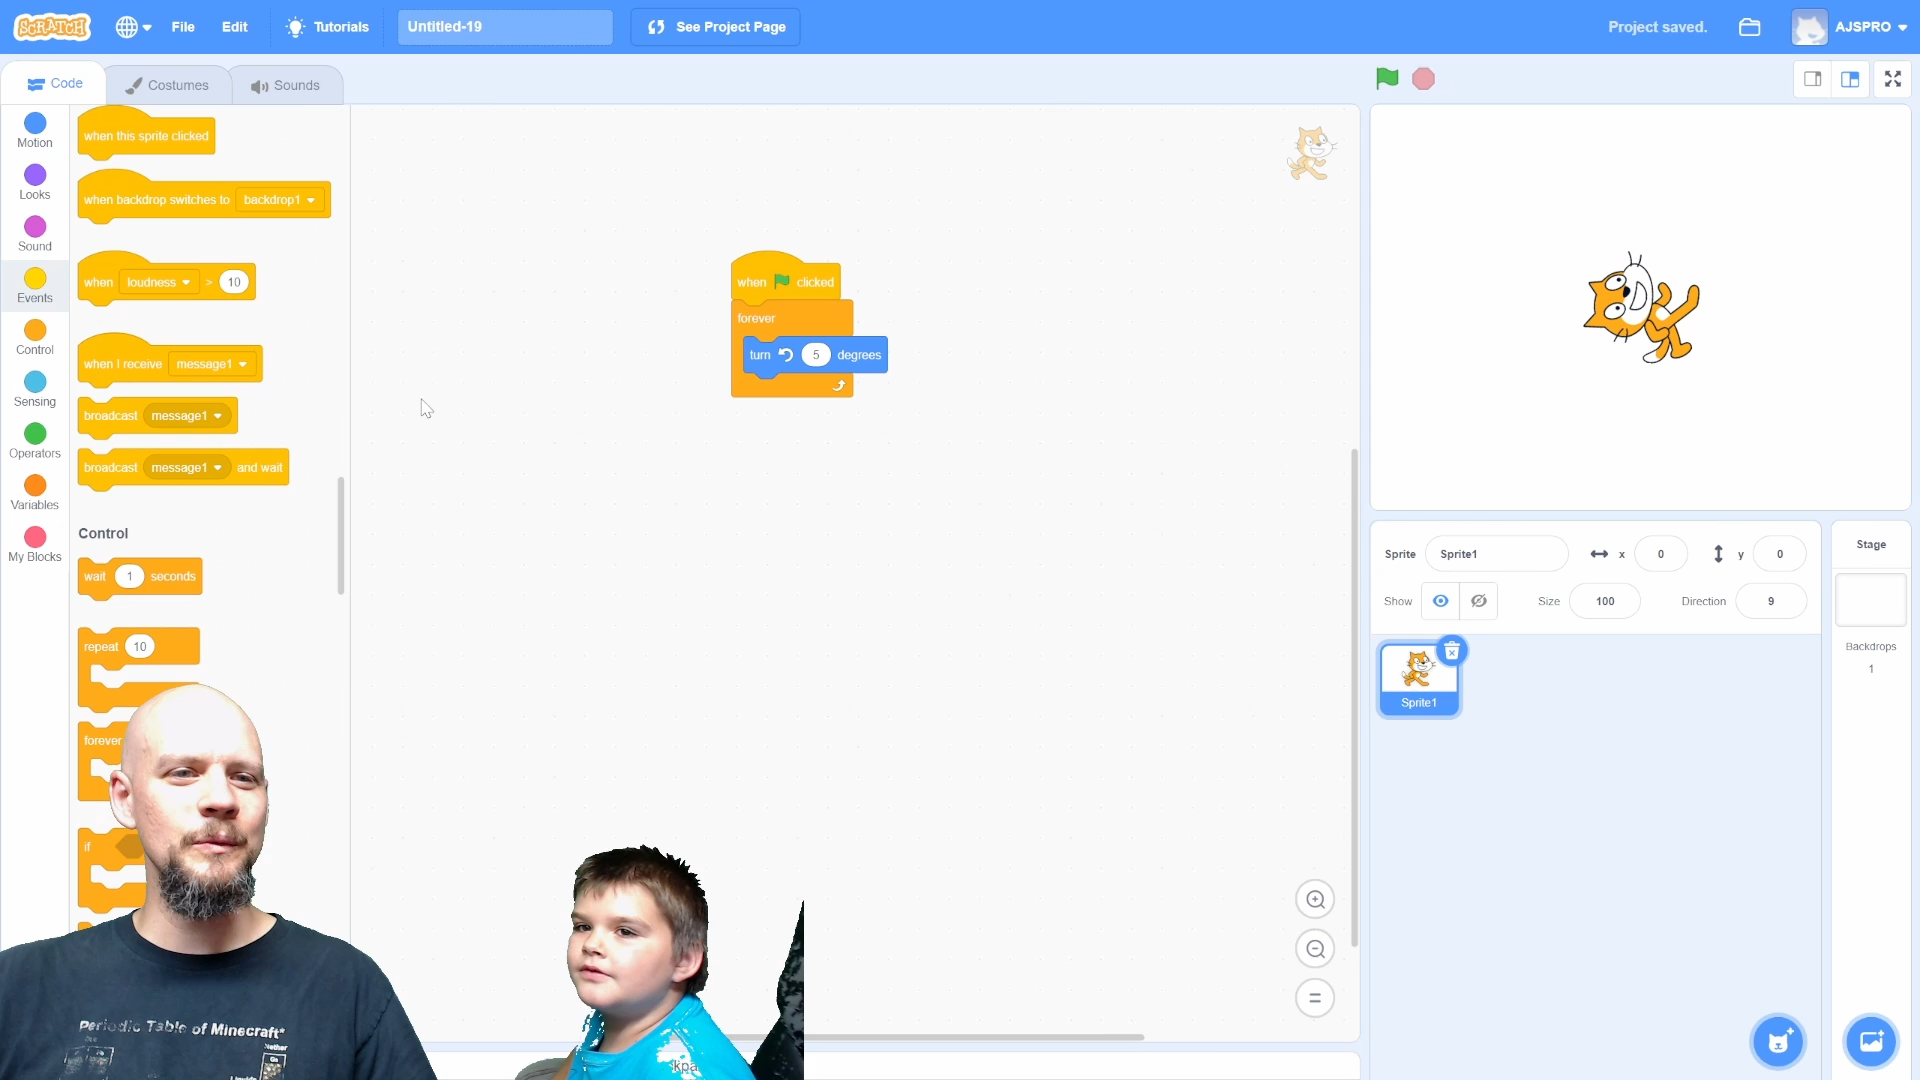 SCRATCH
File
Edit
Tutorials
Untitled-19
See Project Page
Project saved.
AJSPRO
Code
Costumes
Sounds
Motion
Looks
Sound
Events
Control
Sensing
Operators
Variables
My Blocks
when this sprite clicked
when backdrop switches to backdrop1
when loudness > 10
when I receive message1
broadcast message1
broadcast message1 and wait
Control
wait 1 seconds
repeat 10
forever
if
when clicked
forever
turn 5 degrees
Sprite Sprite1 x 0 y 0
Show Size 100 Direction 9
Sprite1
Stage
Backdrops
1
Periodic Table of Minecraft*
Nether
kpa